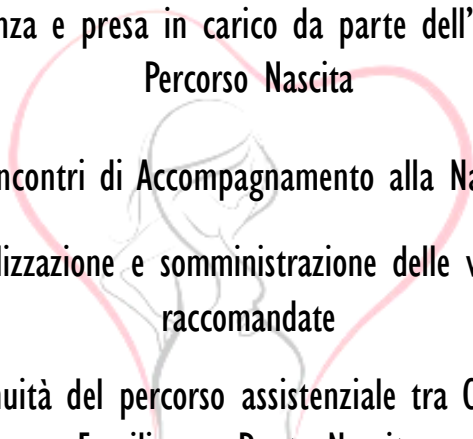 nza e presa in carico da parte dell'
Percorso Nascita
ncontri di Accompagnamento alla Na
lizzazione e somministrazione delle v
raccomandate
nuità del percorso assistenziale tra C